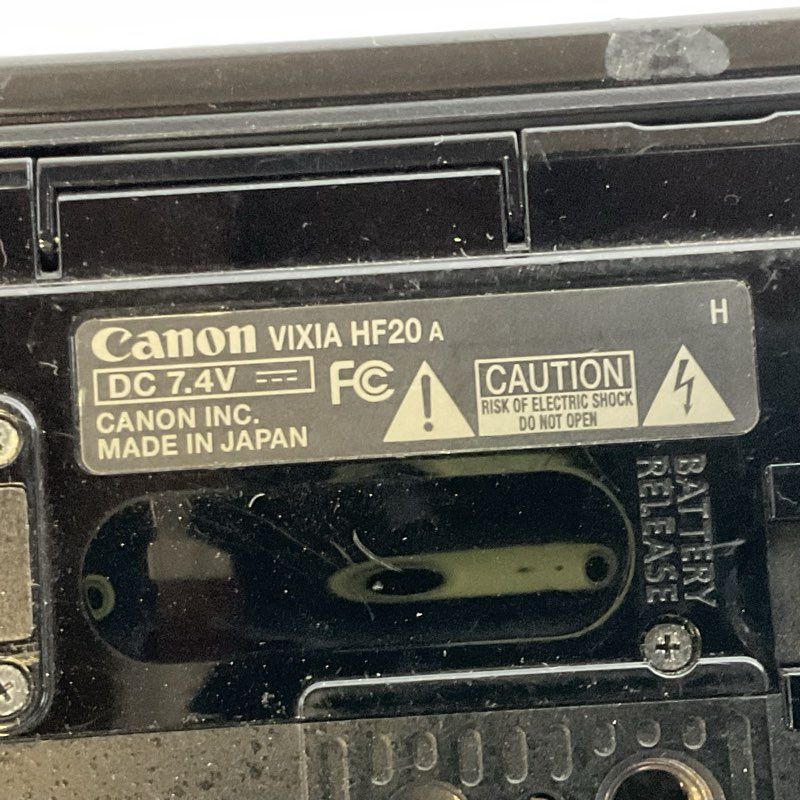 Canon VIXIA HF20 A
H
DC 7.4V
FC
CANON INC.
MADE IN JAPAN
CAUTION
RISK OF ELECTRIC SHOCK
DO NOT OPEN
BATTERY
RELEASE